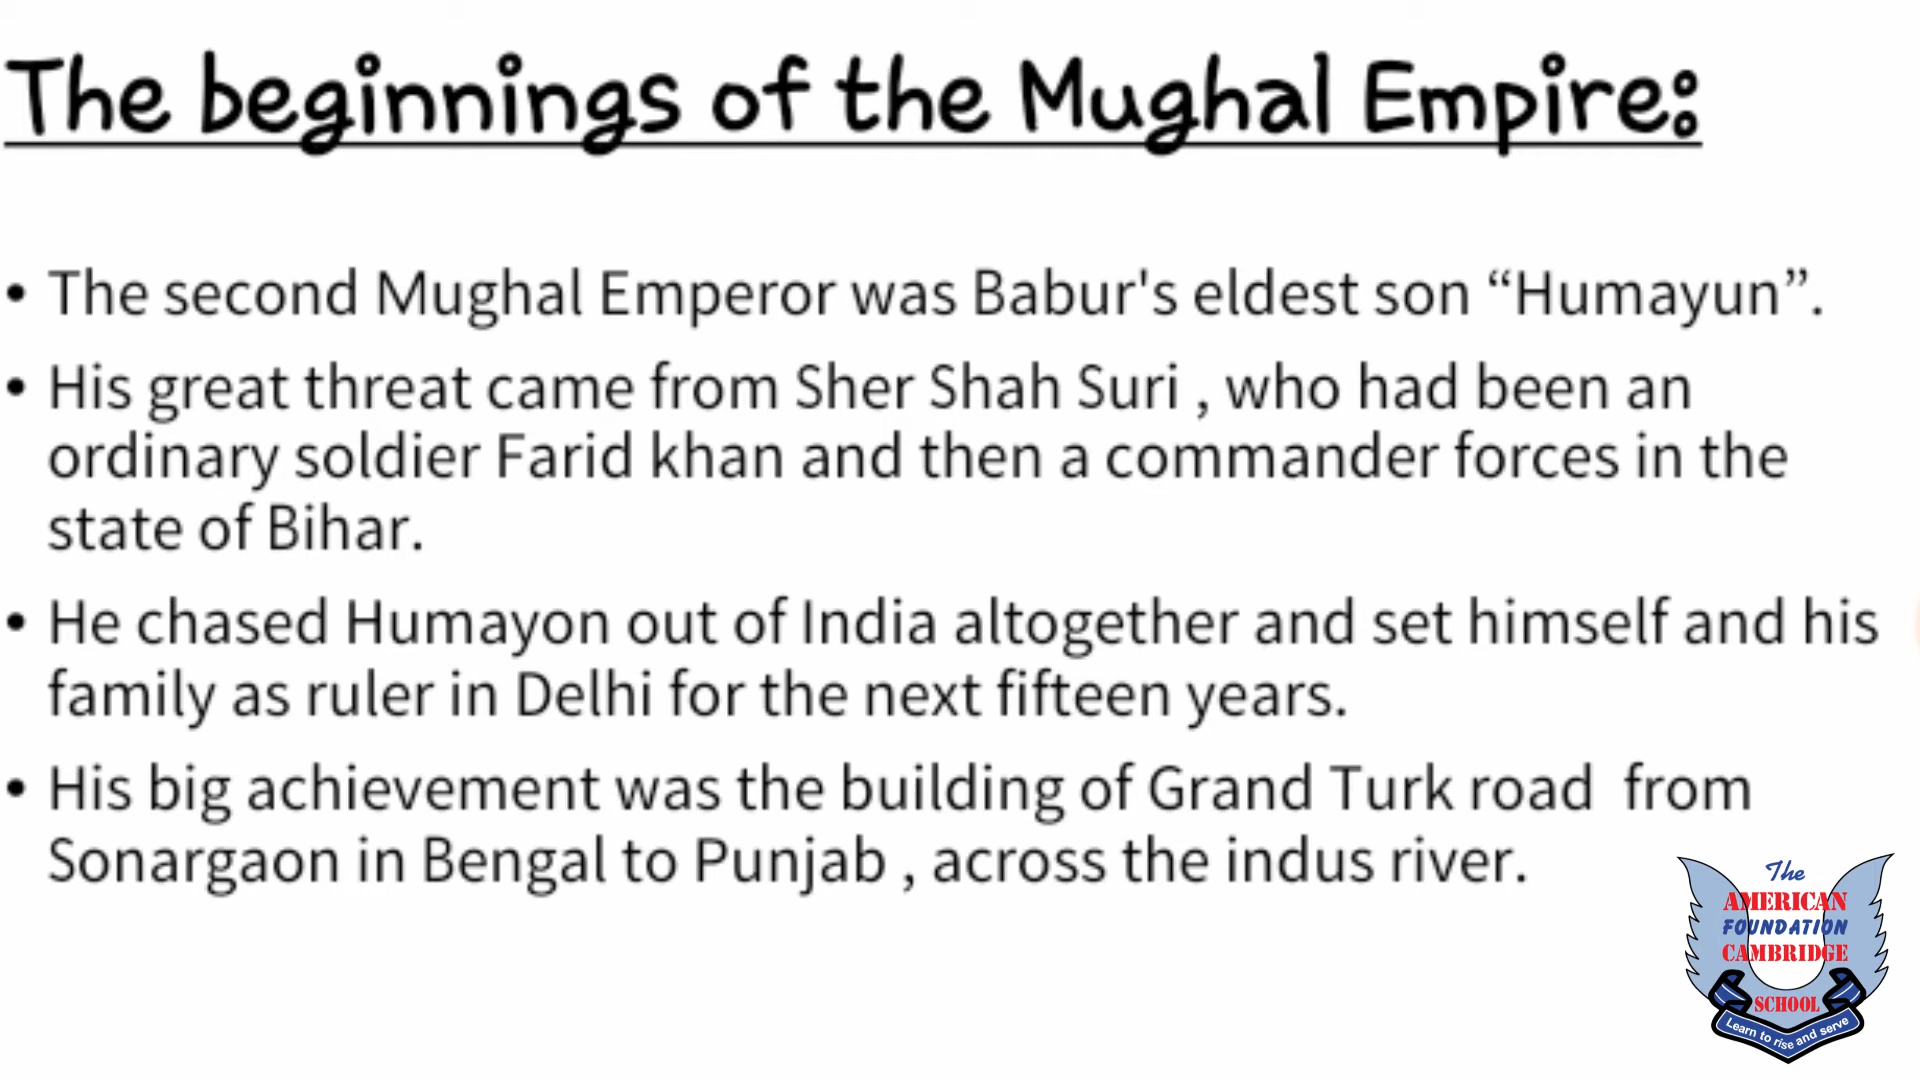 The beginnings of the Mughal Empire:
• The second Mughal Emperor was Babur's eldest son “Humayun”.
• His great threat came from Sher Shah Suri , who had been an
ordinary soldier Farid khan and then a commander forces in the
state of Bihar.
• He chased Humayon out of India altogether and set himself and his
family as ruler in Delhi for the next fifteen years.
• His big achievement was the building of Grand Turk road  from
Sonargaon in Bengal to Punjab , across the indus river.
The
AMERICAN
FOUNDATION
CAMBRIDGE
SCHOOL
Learn to rise and serve